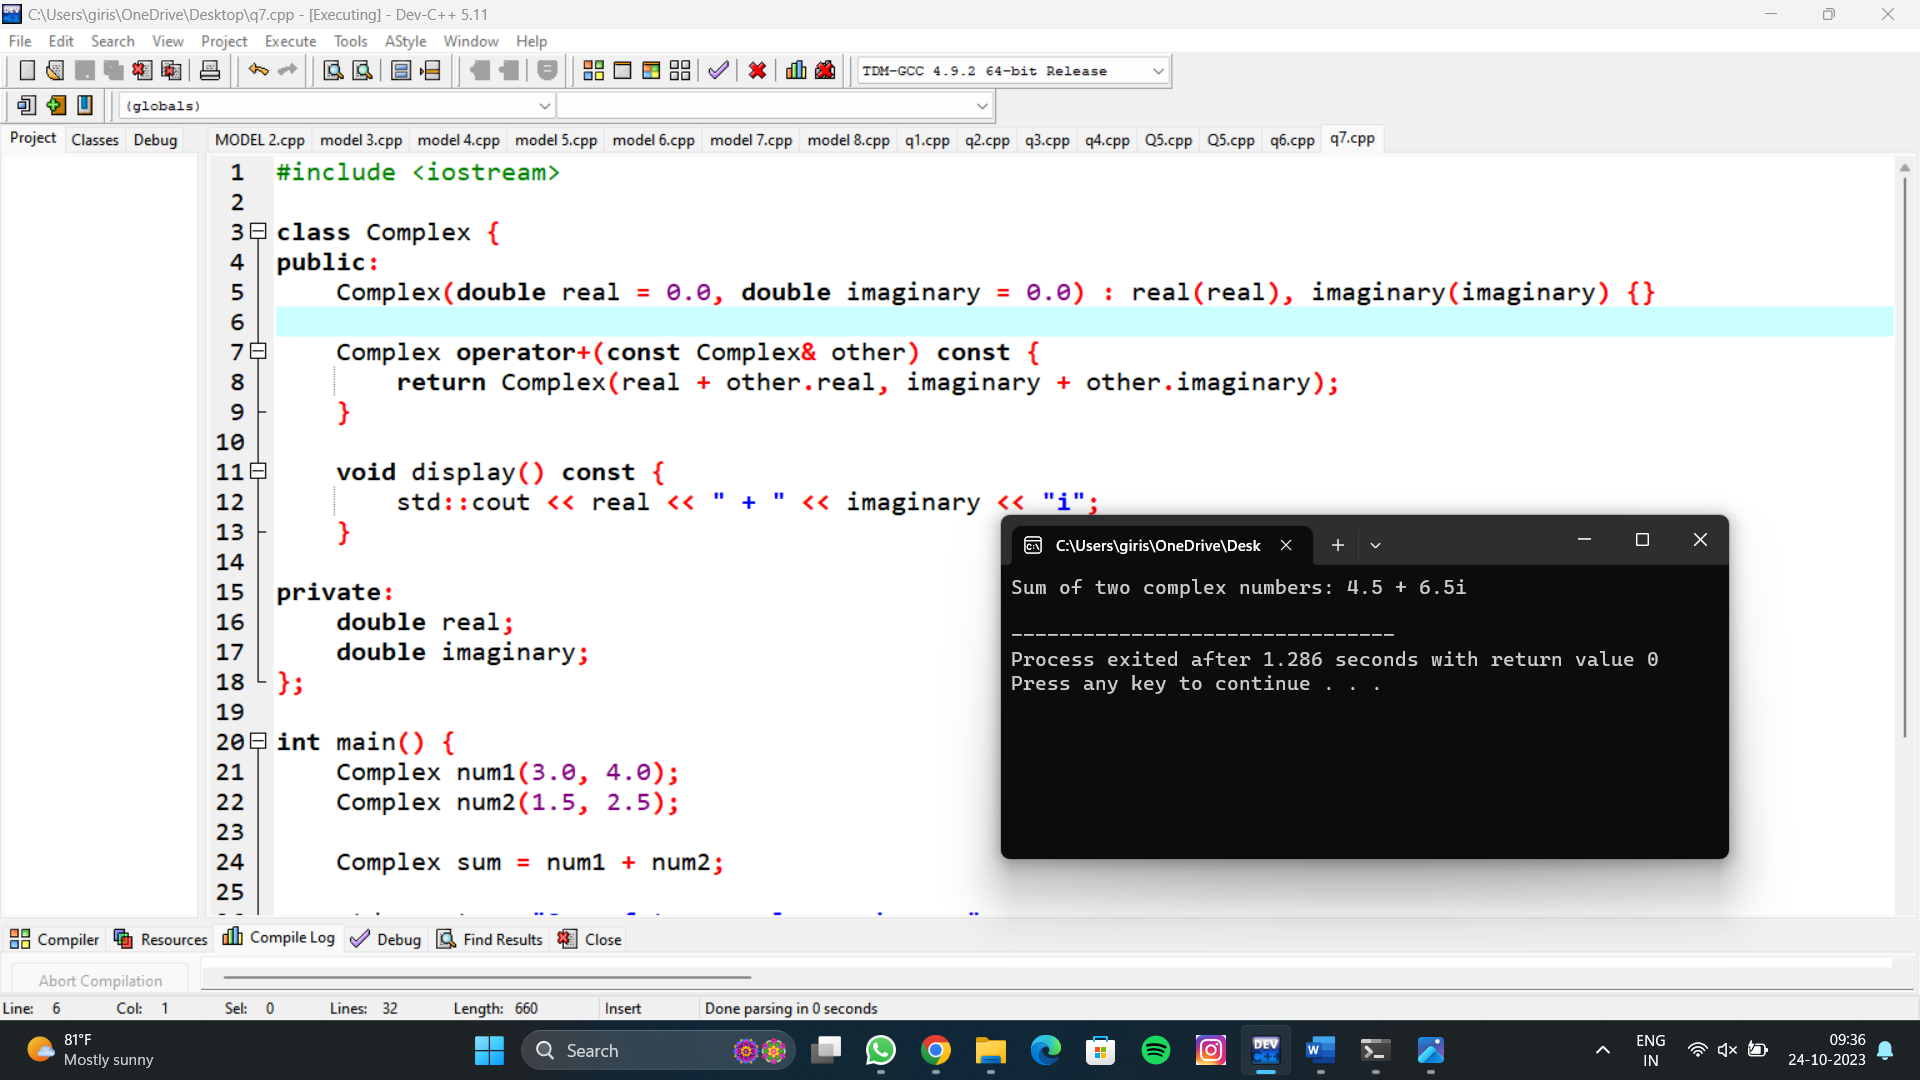 C:\Users\giris\OneDrive\Desktop\q7.cpp - [Executing] - Dev-C++ 5.11
File Edit Search View Project Execute Tools AStyle Window Help
TDM-GCC 4.9.2 64-bit Release
(globals)
Project Classes Debug MODEL 2.cpp model 3.cpp model 4.cpp model 5.cpp model 6.cpp model 7.cpp model 8.cpp q1.cpp q2.cpp q3.cpp q4.cpp Q5.cpp Q5.cpp q6.cpp q7.cpp
1 #include <iostream>
2
3 class Complex {
4 public:
5     Complex(double real = 0.0, double imaginary = 0.0) : real(real), imaginary(imaginary) {}
6
7     Complex operator+(const Complex& other) const {
8         return Complex(real + other.real, imaginary + other.imaginary);
9     }
10
11     void display() const {
12         std::cout << real << " + " << imaginary << "i";
13     }
14
15 private:
16     double real;
17     double imaginary;
18 };
19
20 int main() {
21     Complex num1(3.0, 4.0);
22     Complex num2(1.5, 2.5);
23
24     Complex sum = num1 + num2;
25
C:\Users\giris\OneDrive\Desk
Sum of two complex numbers: 4.5 + 6.5i
--------------------------------
Process exited after 1.286 seconds with return value 0
Press any key to continue . . .
Compiler Resources Compile Log Debug Find Results Close
Abort Compilation
Line: 6 Col: 1 Sel: 0 Lines: 32 Length: 660 Insert Done parsing in 0 seconds
81°F
Mostly sunny
Search
DEV
C++
W
ENG
IN
09:36
24-10-2023